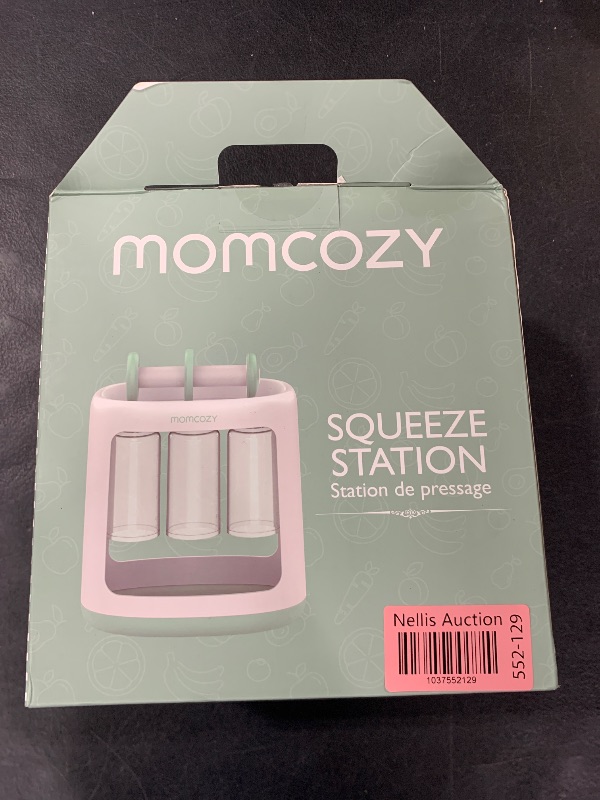 momcozy
momcozy
SQUEEZE
STATION
Station de pressage
Nellis Auction
1037552129
552-129